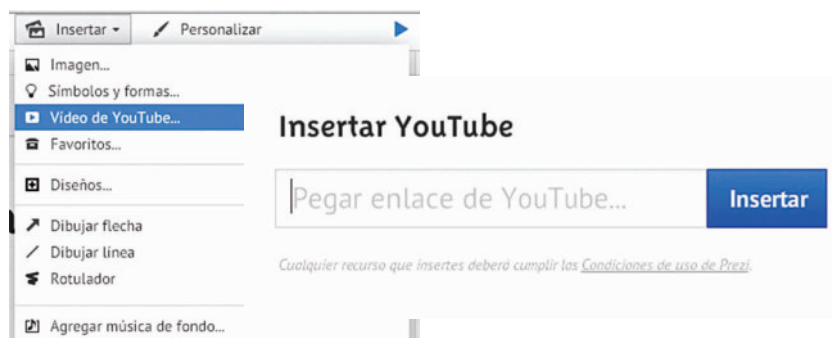 Insertar
Personalizar
Imagen...
Símbolos y formas...
Vídeo de YouTube...
Favoritos...
Diseños...
Dibujar flecha
Dibujar línea
Rotulador
Agregar música de fondo...
Insertar YouTube
Pegar enlace de YouTube...
Insertar
Cualquier recurso que insertes deberá cumplir las Condiciones de uso de Prezi.